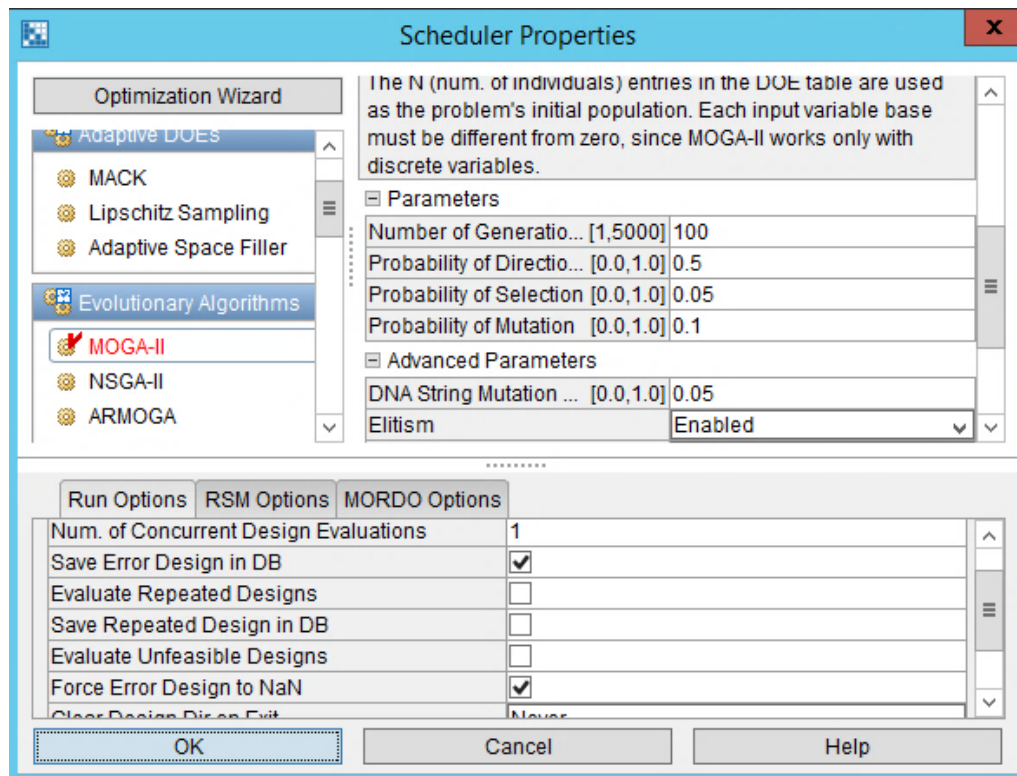 Scheduler Properties
x
Optimization Wizard
Adaptive DOEs
MACK
Lipschitz Sampling
Adaptive Space Filler
Evolutionary Algorithms
MOGA-II
NSGA-II
ARMOGA
The N (num. of individuals) entries in the DOE table are used
as the problem's initial population. Each input variable base
must be different from zero, since MOGA-II works only with
discrete variables.
Parameters
Number of Generatio... [1,5000] 100
Probability of Directio... [0.0,1.0] 0.5
Probability of Selection [0.0,1.0] 0.05
Probability of Mutation [0.0,1.0] 0.1
Advanced Parameters
DNA String Mutation ... [0.0,1.0] 0.05
Elitism Enabled
Run Options RSM Options MORDO Options
Num. of Concurrent Design Evaluations 1
Save Error Design in DB
Evaluate Repeated Designs
Save Repeated Design in DB
Evaluate Unfeasible Designs
Force Error Design to NaN
Clear Design Dir on Exit Never
OK Cancel Help